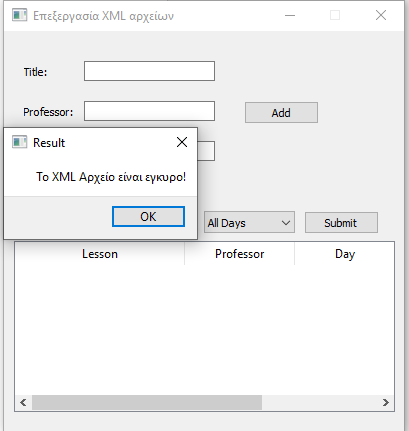 Επεξεργασία XML αρχείων
Title:
Professor:
Add
Result
Το XML Αρχείο είναι εγκυρο!
OK
All Days
Submit
Lesson Professor Day